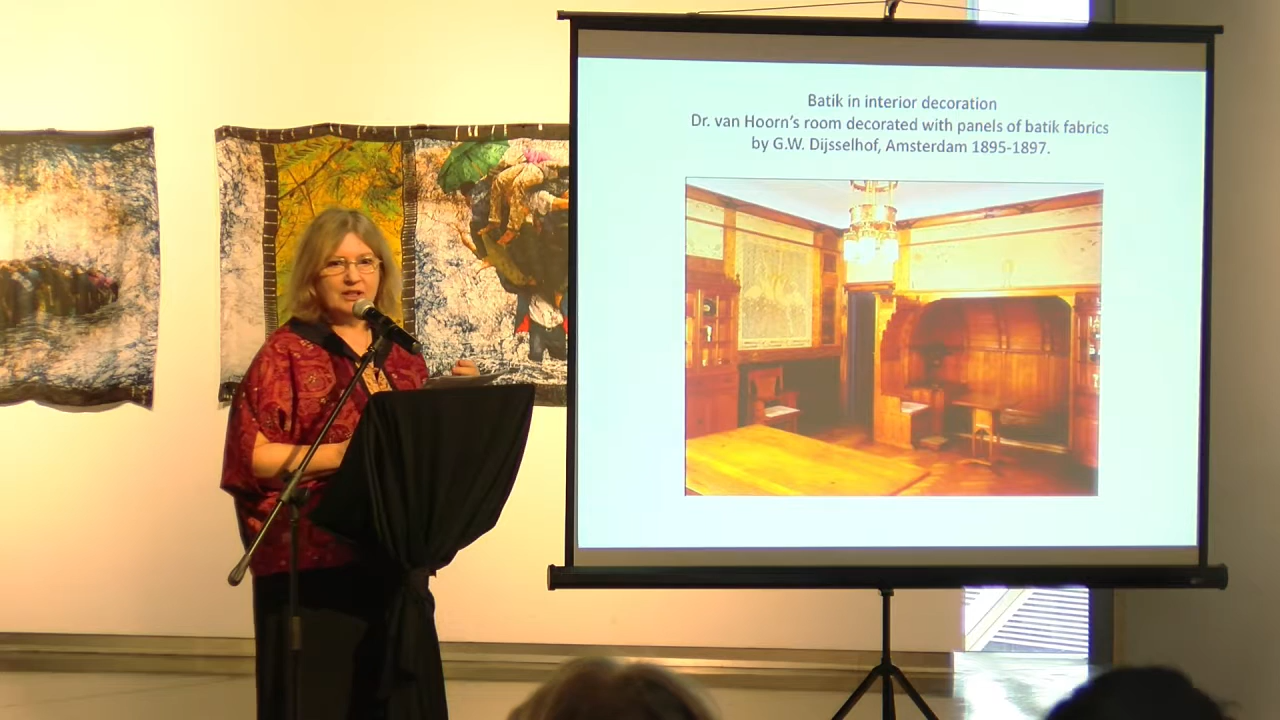 Batik in interior decoration
Dr. van Hoorn's room decorated with panels of batik fabrics
by G.W. Dijsselhof, Amsterdam 1895-1897.